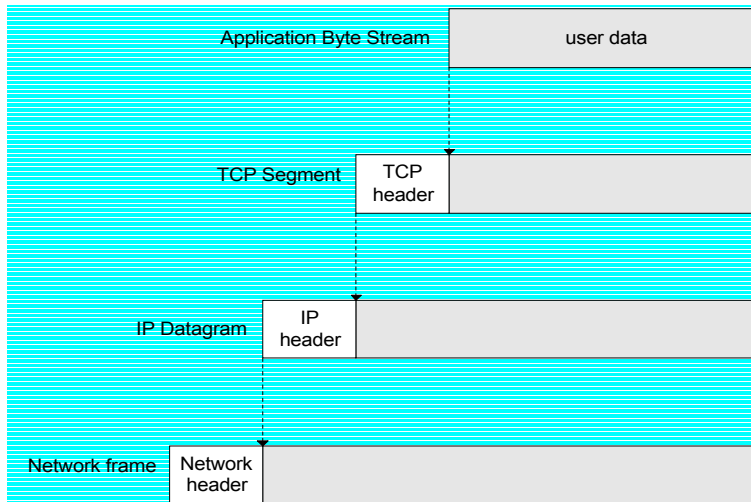 Application Byte Stream
user data
TCP Segment
TCP
header
IP Datagram
IP
header
Network frame
Network
header